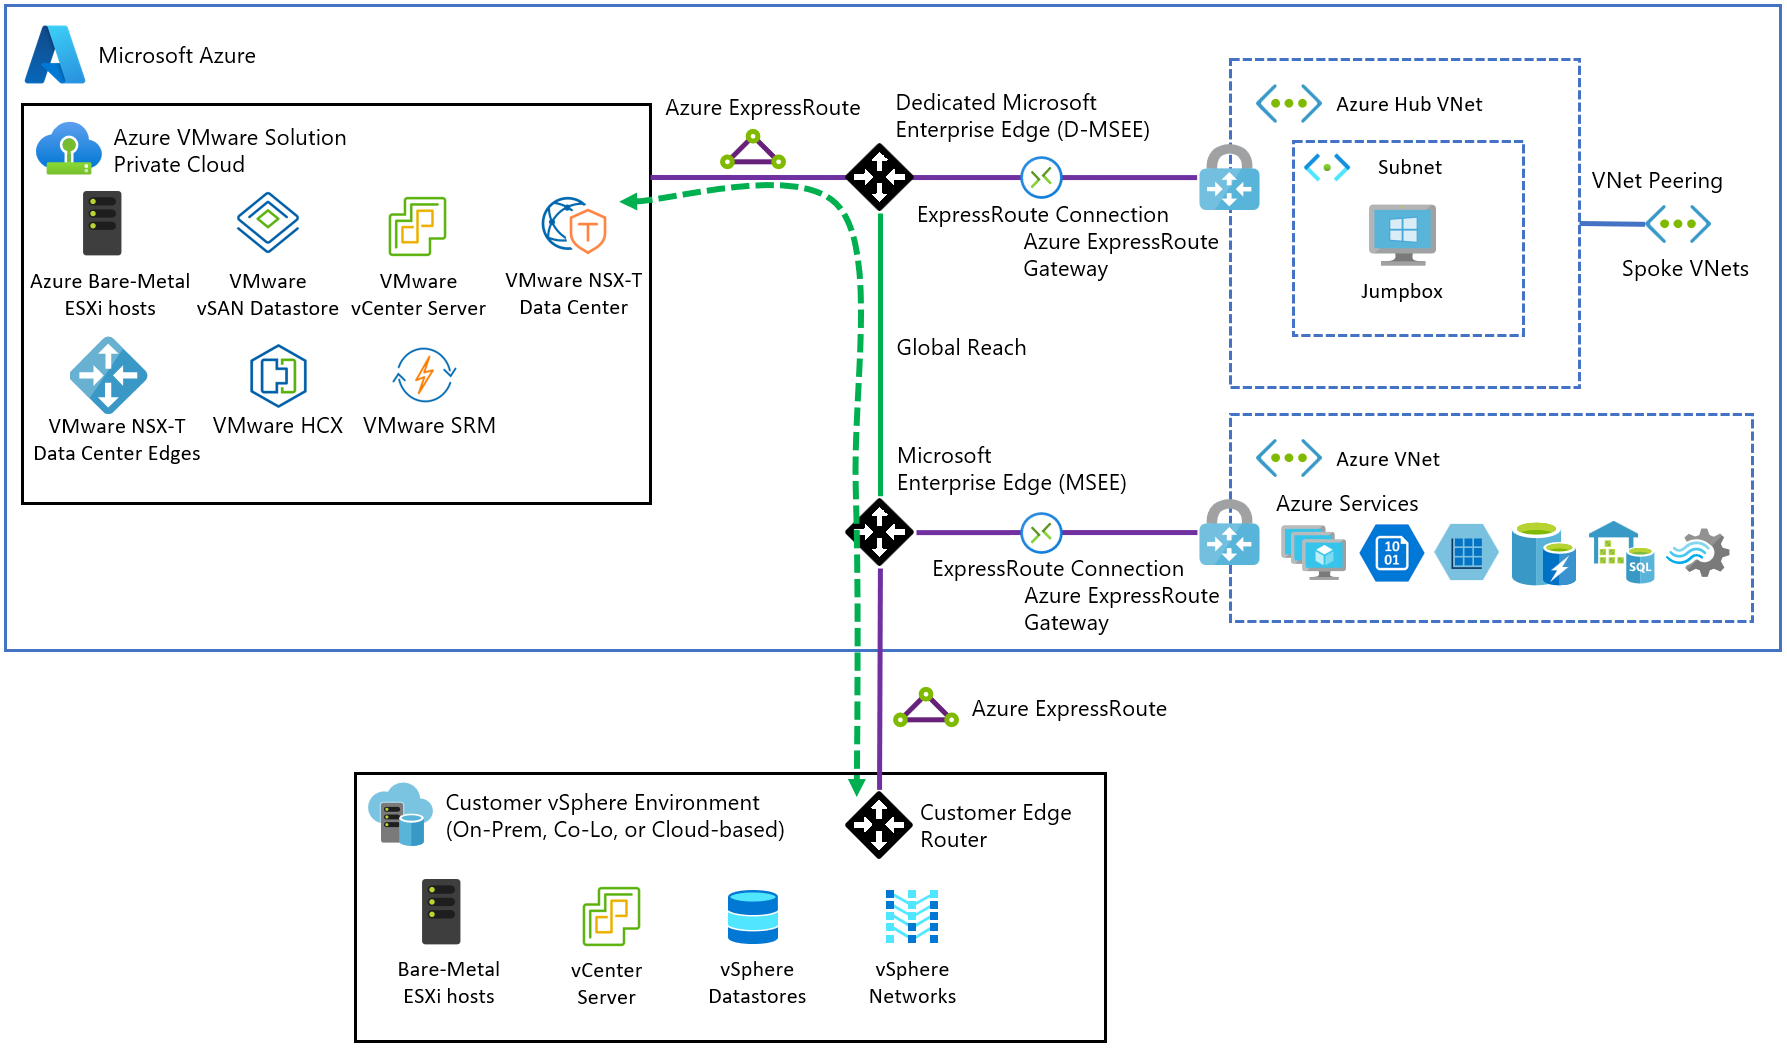 Microsoft Azure
Azure VMware Solution
Private Cloud
Azure Bare-Metal
ESXi hosts
VMware
vSAN Datastore
VMware
vCenter Server
VMware NSX-T
Data Center
VMware NSX-T
Data Center Edges
VMware HCX
VMware SRM
Azure ExpressRoute
Dedicated Microsoft
Enterprise Edge (D-MSEE)
ExpressRoute Connection
Azure ExpressRoute
Gateway
Azure Hub VNet
Subnet
Jumpbox
VNet Peering
Spoke VNets
Global Reach
Microsoft
Enterprise Edge (MSEE)
ExpressRoute Connection
Azure ExpressRoute
Gateway
Azure VNet
Azure Services
10
01
SQL
Azure ExpressRoute
Customer vSphere Environment
(On-Prem, Co-Lo, or Cloud-based)
Customer Edge
Router
Bare-Metal
ESXi hosts
vCenter
Server
vSphere
Datastores
vSphere
Networks